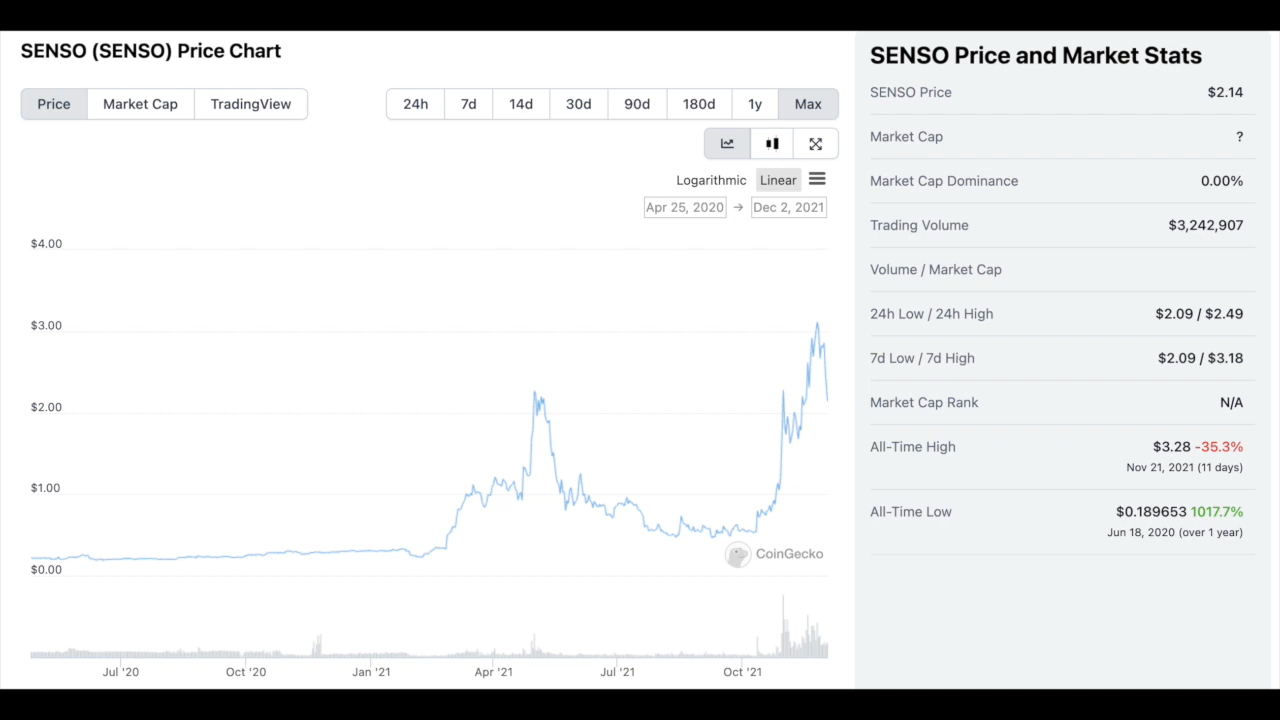 SENSO (SENSO) Price Chart
Price Market Cap TradingView
24h 7d 14d 30d 90d 180d 1y Max
Logarithmic Linear
Apr 25, 2020 → Dec 2, 2021
$4.00
$3.00
$2.00
$1.00
$0.00
CoinGecko
Jul '20 Oct '20 Jan '21 Apr '21 Jul '21 Oct '21
SENSO Price and Market Stats
SENSO Price $2.14
Market Cap ?
Market Cap Dominance 0.00%
Trading Volume $3,242,907
Volume / Market Cap
24h Low / 24h High $2.09 / $2.49
7d Low / 7d High $2.09 / $3.18
Market Cap Rank N/A
All-Time High $3.28 -35.3%
Nov 21, 2021 (11 days)
All-Time Low $0.189653 1017.7%
Jun 18, 2020 (over 1 year)